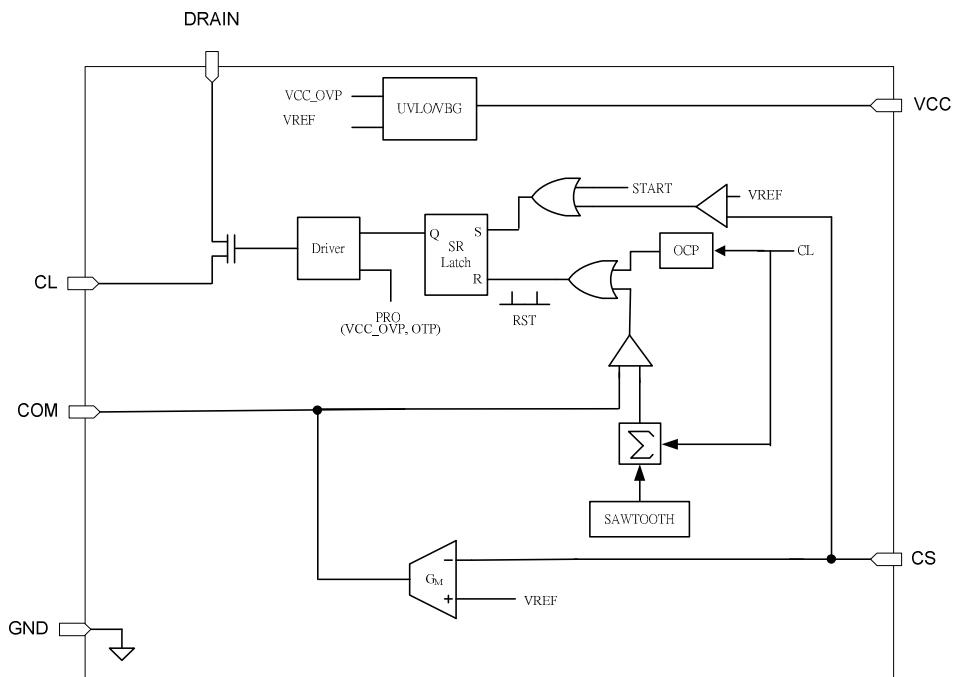 DRAIN
VCC_OVP
VREF
UVLO/VBG
VCC
START
VREF
Driver
Q
S
SR
Latch
R
OCP
CL
CL
PRO
(VCC_OVP, OTP)
RST
COM
Σ
SAWTOOTH
GM
−
+
VREF
CS
GND